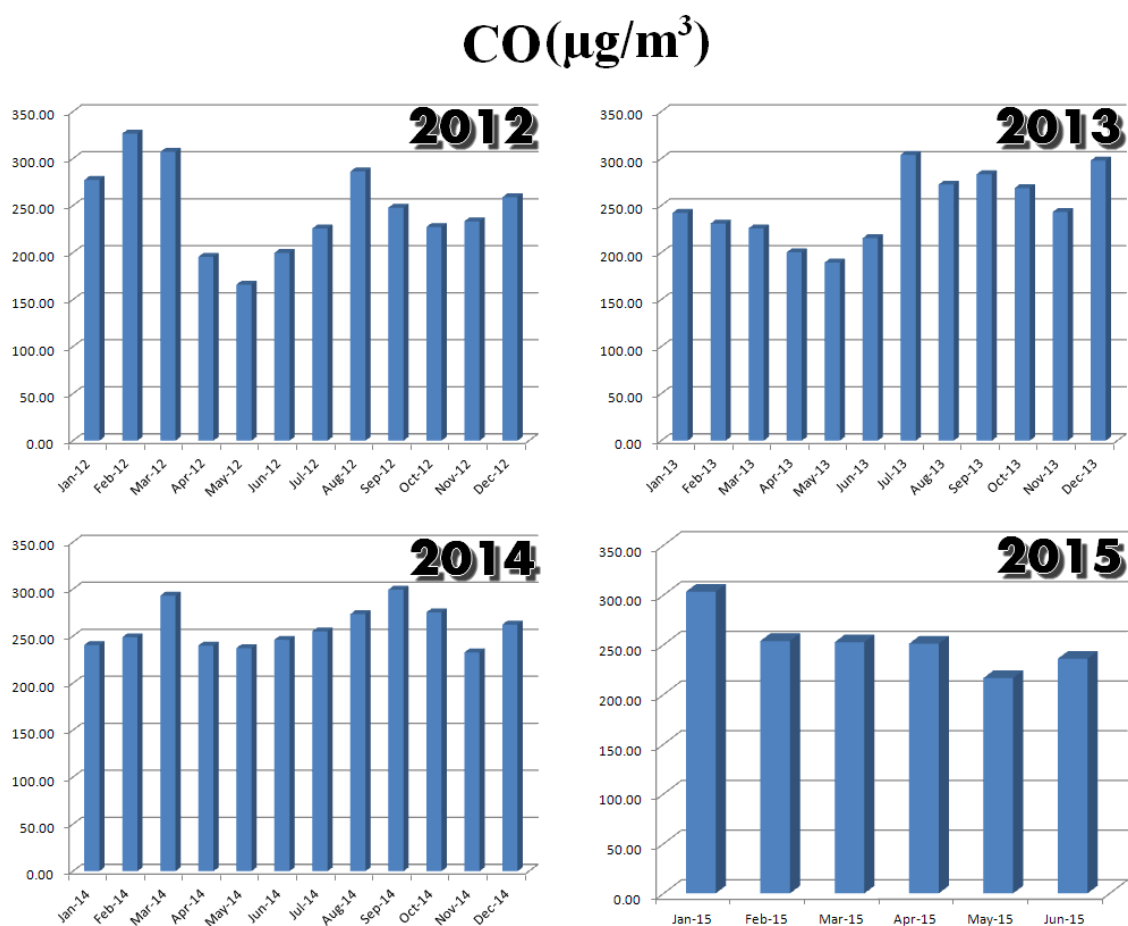 CO(µg/m³)
2012
350.00
300.00
250.00
200.00
150.00
100.00
50.00
0.00
Jan-12
Feb-12
Mar-12
Apr-12
May-12
Jun-12
Jul-12
Aug-12
Sep-12
Oct-12
Nov-12
Dec-12
2013
350.00
300.00
250.00
200.00
150.00
100.00
50.00
0.00
Jan-13
Feb-13
Mar-13
Apr-13
May-13
Jun-13
Jul-13
Aug-13
Sep-13
Oct-13
Nov-13
Dec-13
2014
350.00
300.00
250.00
200.00
150.00
100.00
50.00
0.00
Jan-14
Feb-14
Mar-14
Apr-14
May-14
Jun-14
Jul-14
Aug-14
Sep-14
Oct-14
Nov-14
Dec-14
2015
350.00
300.00
250.00
200.00
150.00
100.00
50.00
0.00
Jan-15 Feb-15 Mar-15 Apr-15 May-15 Jun-15